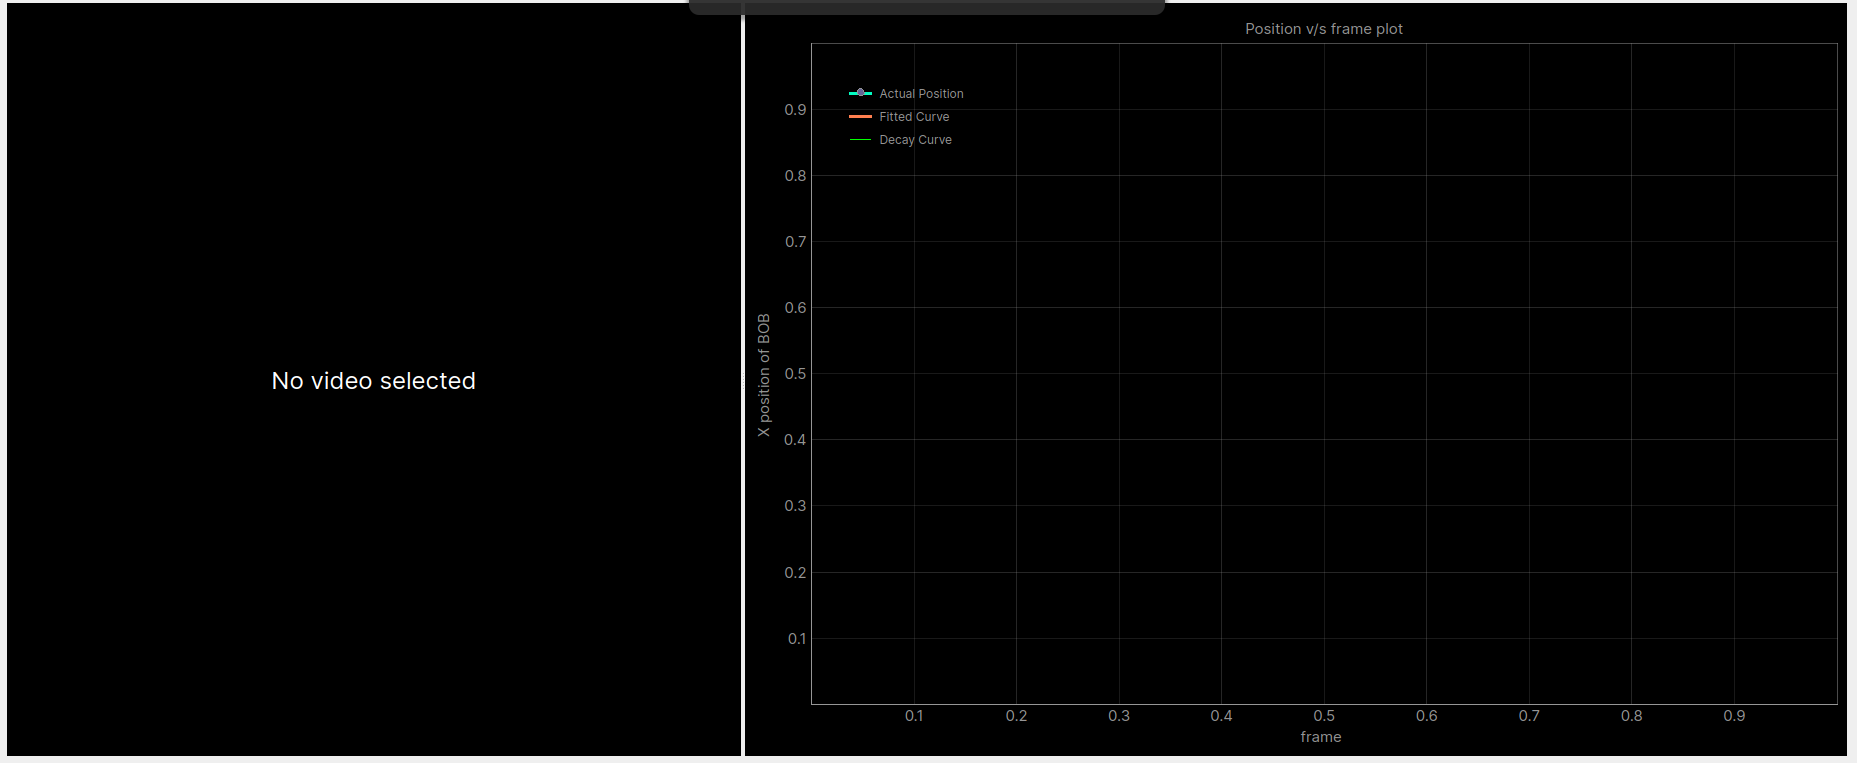 No video selected
Position v/s frame plot
Actual Position
Fitted Curve
Decay Curve
X position of BOB
0.9
0.8
0.7
0.6
0.5
0.4
0.3
0.2
0.1
0.1 0.2 0.3 0.4 0.5 0.6 0.7 0.8 0.9
frame